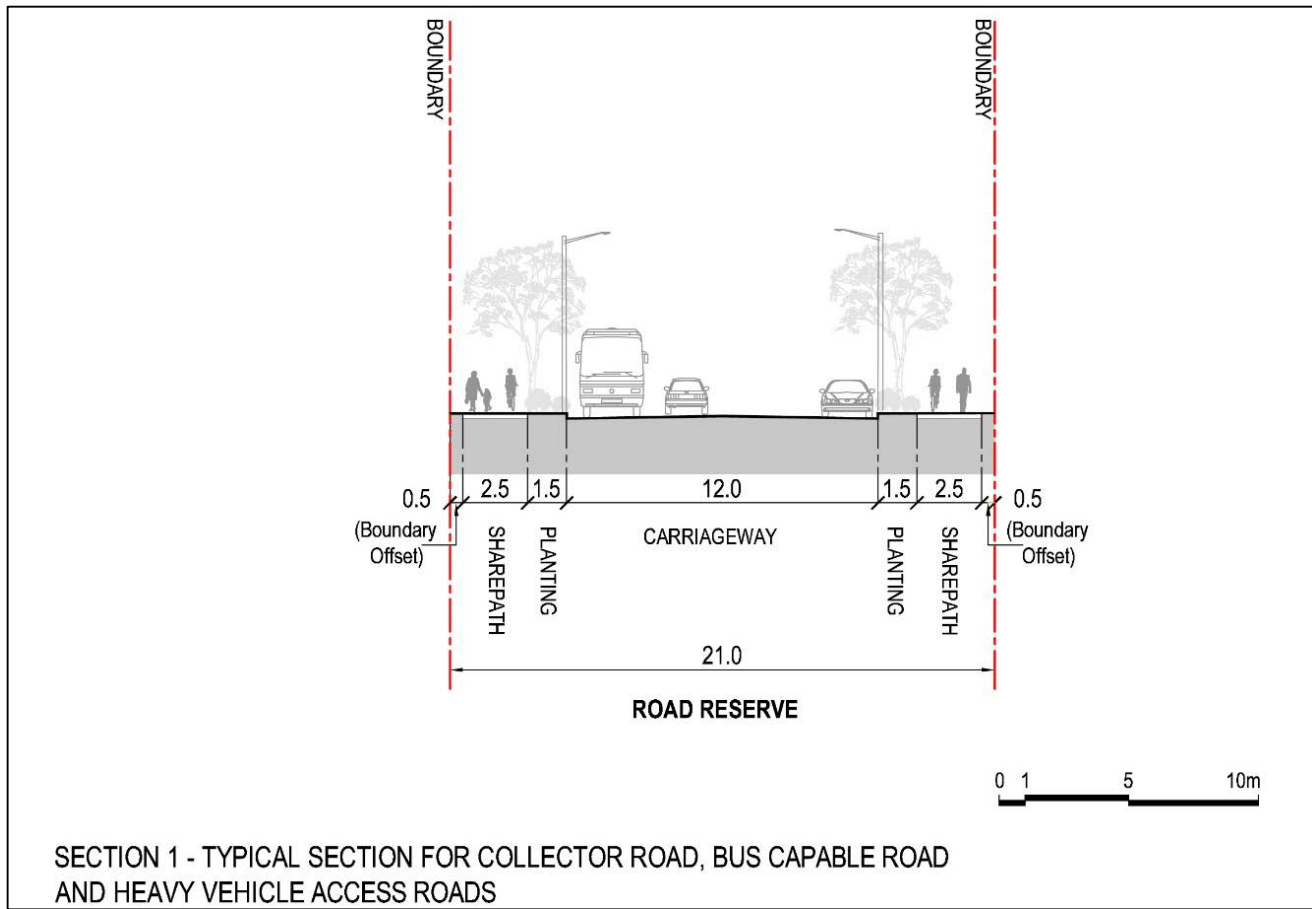 BOUNDARY
BOUNDARY
0.5
2.5
1.5
12.0
1.5
2.5
0.5
(Boundary
Offset)
SHAREPATH
PLANTING
CARRIAGEWAY
PLANTING
SHAREPATH
(Boundary
Offset)
21.0
ROAD RESERVE
0 1 5 10m
SECTION 1 - TYPICAL SECTION FOR COLLECTOR ROAD, BUS CAPABLE ROAD
AND HEAVY VEHICLE ACCESS ROADS